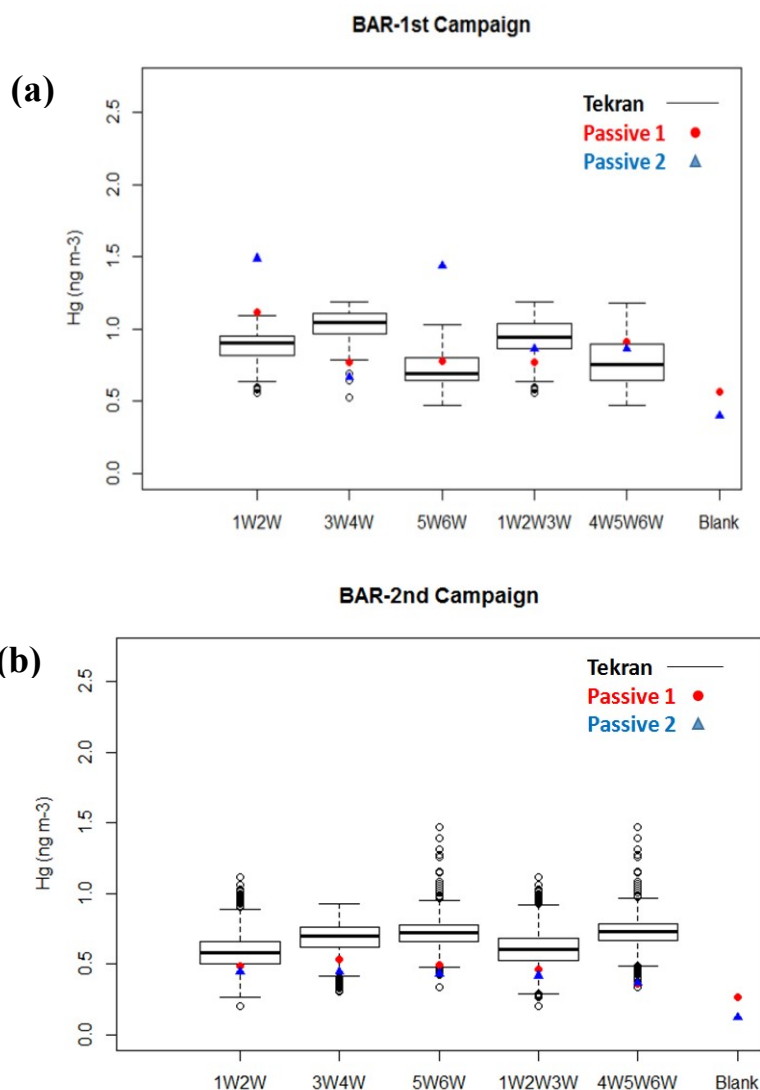 BAR-1st Campaign
(a)
Tekran
Passive 1
Passive 2
2.5
2.0
1.5
1.0
0.5
0.0
Hg (ng m-3)
1W2W 3W4W 5W6W 1W2W3W 4W5W6W Blank
BAR-2nd Campaign
(b)
Tekran
Passive 1
Passive 2
2.5
2.0
1.5
1.0
0.5
0.0
Hg (ng m-3)
1W2W 3W4W 5W6W 1W2W3W 4W5W6W Blank